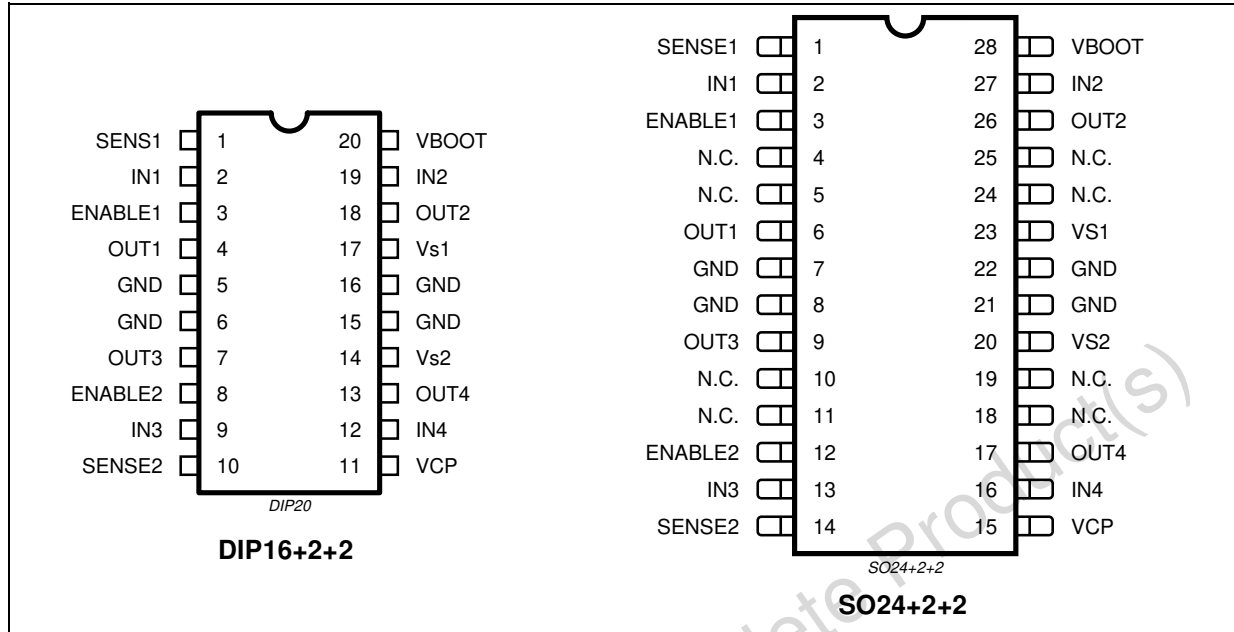 SENS1 1 20 VBOOT
IN1 2 19 IN2
ENABLE1 3 18 OUT2
OUT1 4 17 Vs1
GND 5 16 GND
GND 6 15 GND
OUT3 7 14 Vs2
ENABLE2 8 13 OUT4
IN3 9 12 IN4
SENSE2 10 11 VCP
DIP20
DIP16+2+2
SENSE1 1 28 VBOOT
IN1 2 27 IN2
ENABLE1 3 26 OUT2
N.C. 4 25 N.C.
N.C. 5 24 N.C.
OUT1 6 23 VS1
GND 7 22 GND
GND 8 21 GND
OUT3 9 20 VS2
N.C. 10 19 N.C.
N.C. 11 18 N.C.
ENABLE2 12 17 OUT4
IN3 13 16 IN4
SENSE2 14 15 VCP
SO24+2+2
SO24+2+2
lete Product(s)